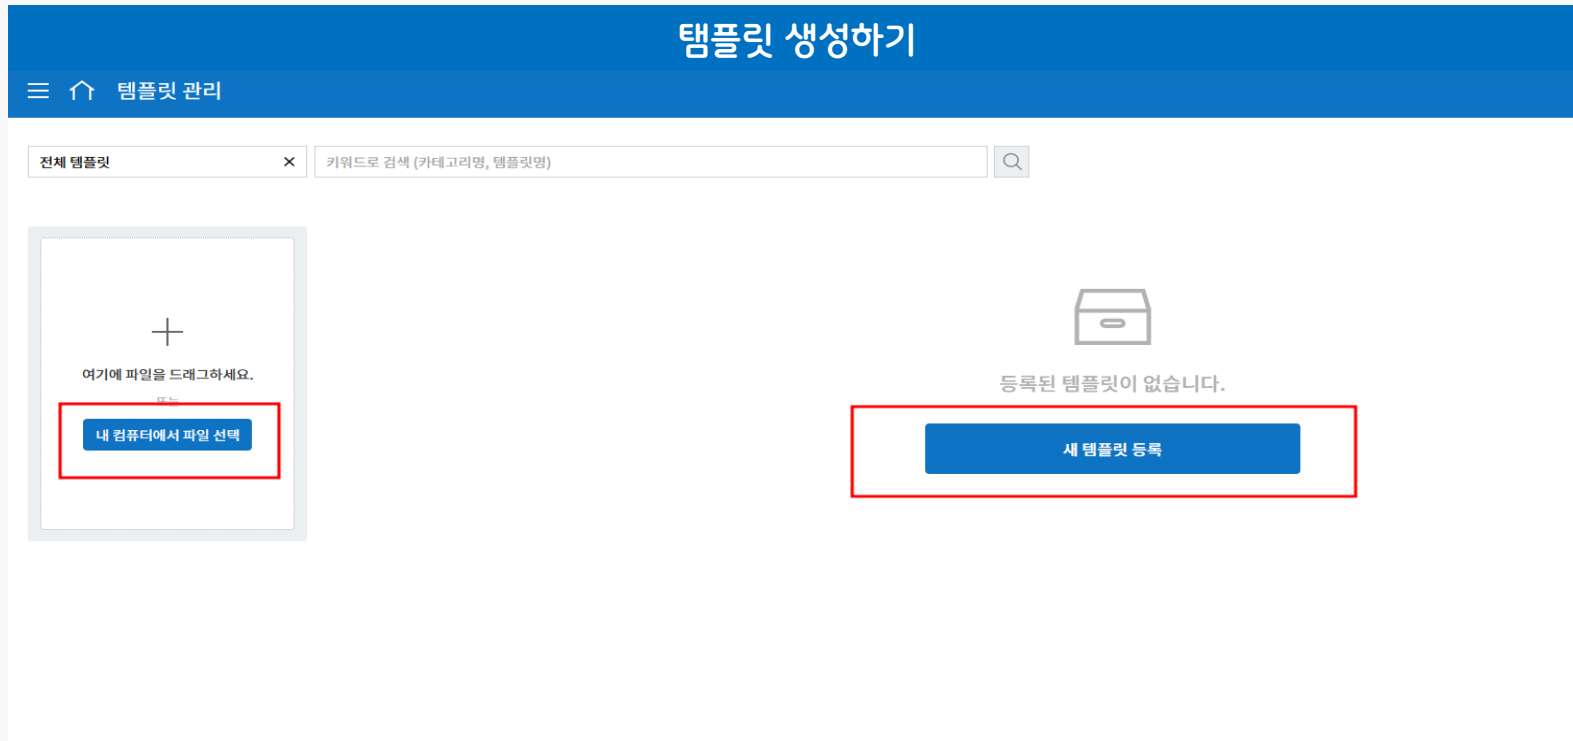 탬플릿 생성하기
템플릿 관리
전체 템플릿
키워드로 검색 (카테고리명, 템플릿명)
여기에 파일을 드래그하세요.
또는
내 컴퓨터에서 파일 선택
등록된 템플릿이 없습니다.
새 템플릿 등록